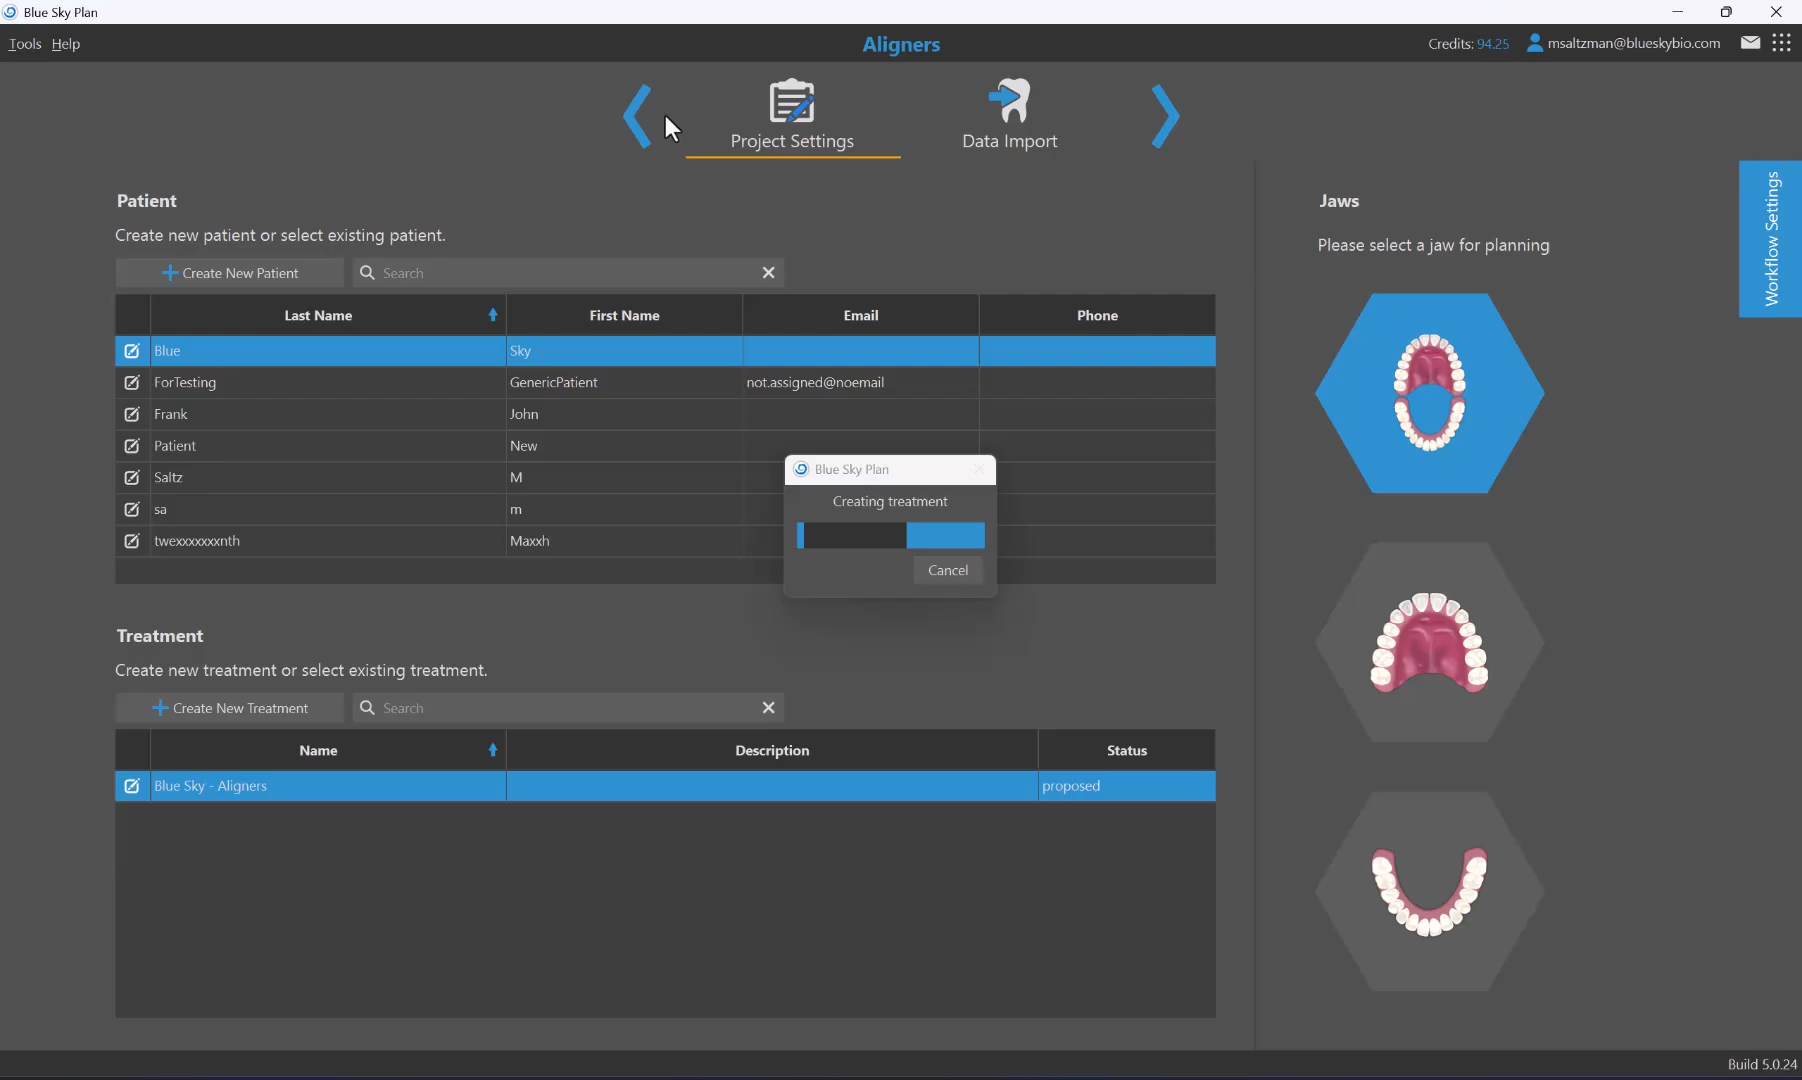 Blue Sky Plan
Tools Help
Aligners
Credits: 94.25 msaltzman@blueskybio.com
Project Settings
Data Import
Workflow Settings
Patient
Create new patient or select existing patient.
Create New Patient
Search
Last Name First Name Email Phone
Blue Sky
ForTesting GenericPatient not.assigned@noemail
Frank John
Patient New
Saltz M
sa m
twexxxxxxnth Maxxh
Blue Sky Plan
Creating treatment
Cancel
Treatment
Create new treatment or select existing treatment.
Create New Treatment
Search
Name Description Status
Blue Sky - Aligners proposed
Jaws
Please select a jaw for planning
Build 5.0.24